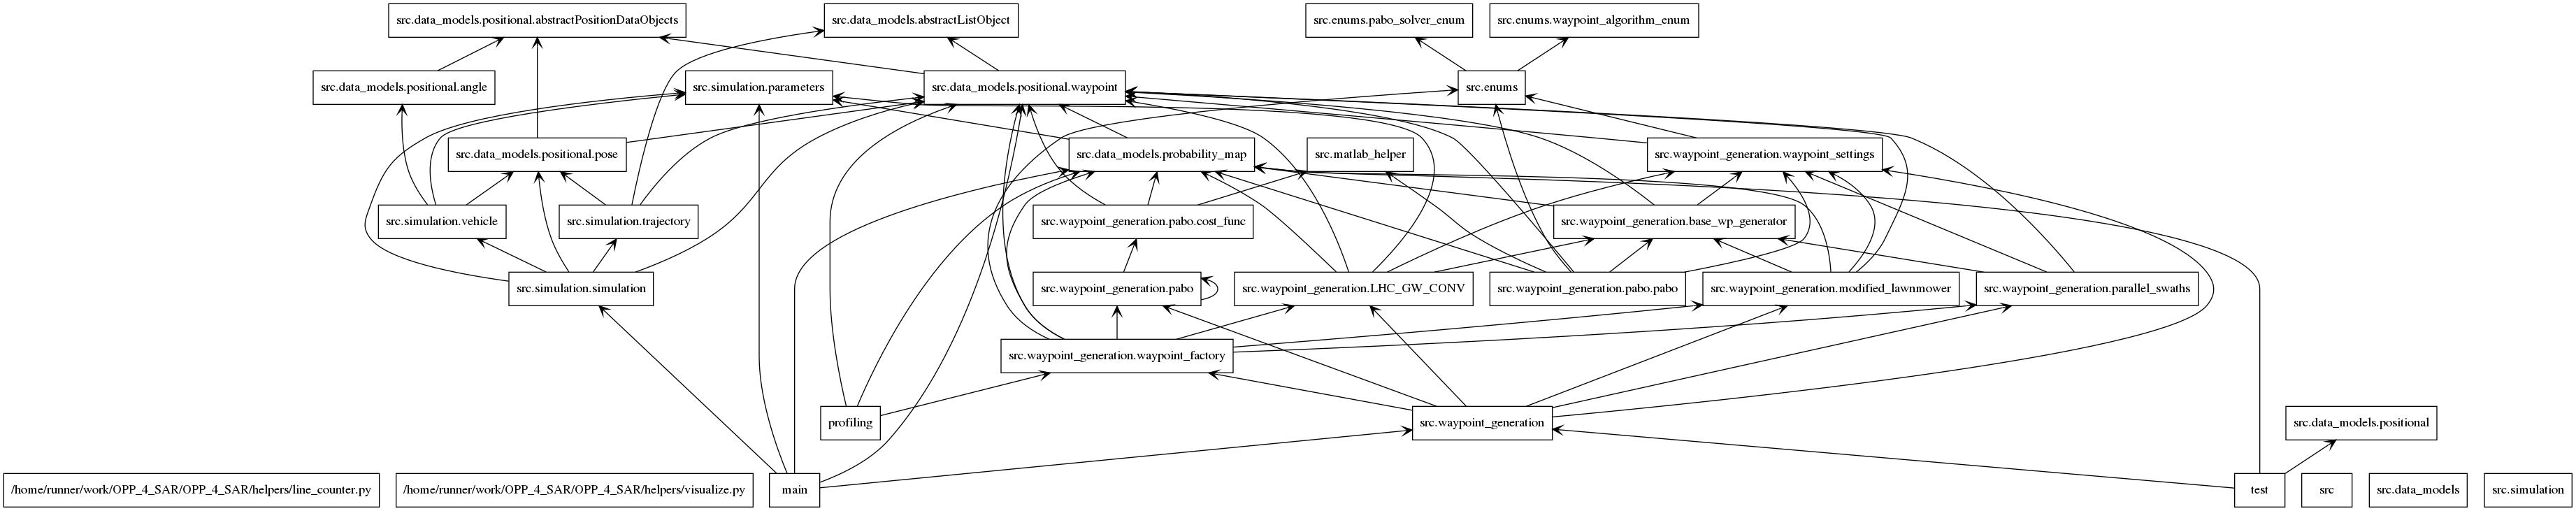 src.data_models.positional.abstractPositionDataObjects
src.data_models.abstractListObject
src.enums.pabo_solver_enum
src.enums.waypoint_algorithm_enum
src.data_models.positional.angle
src.simulation.parameters
src.data_models.positional.waypoint
src.enums
src.data_models.positional.pose
src.data_models.probability_map
src.matlab_helper
src.waypoint_generation.waypoint_settings
src.simulation.vehicle
src.simulation.trajectory
src.waypoint_generation.pabo.cost_func
src.waypoint_generation.base_wp_generator
src.simulation.simulation
src.waypoint_generation.pabo
src.waypoint_generation.LHC_GW_CONV
src.waypoint_generation.pabo.pabo
src.waypoint_generation.modified_lawnmower
src.waypoint_generation.parallel_swaths
src.waypoint_generation.waypoint_factory
profiling
src.waypoint_generation
src.data_models.positional
/home/runner/work/OPP_4_SAR/OPP_4_SAR/helpers/line_counter.py
/home/runner/work/OPP_4_SAR/OPP_4_SAR/helpers/visualize.py
main
test
src
src.data_models
src.simulation